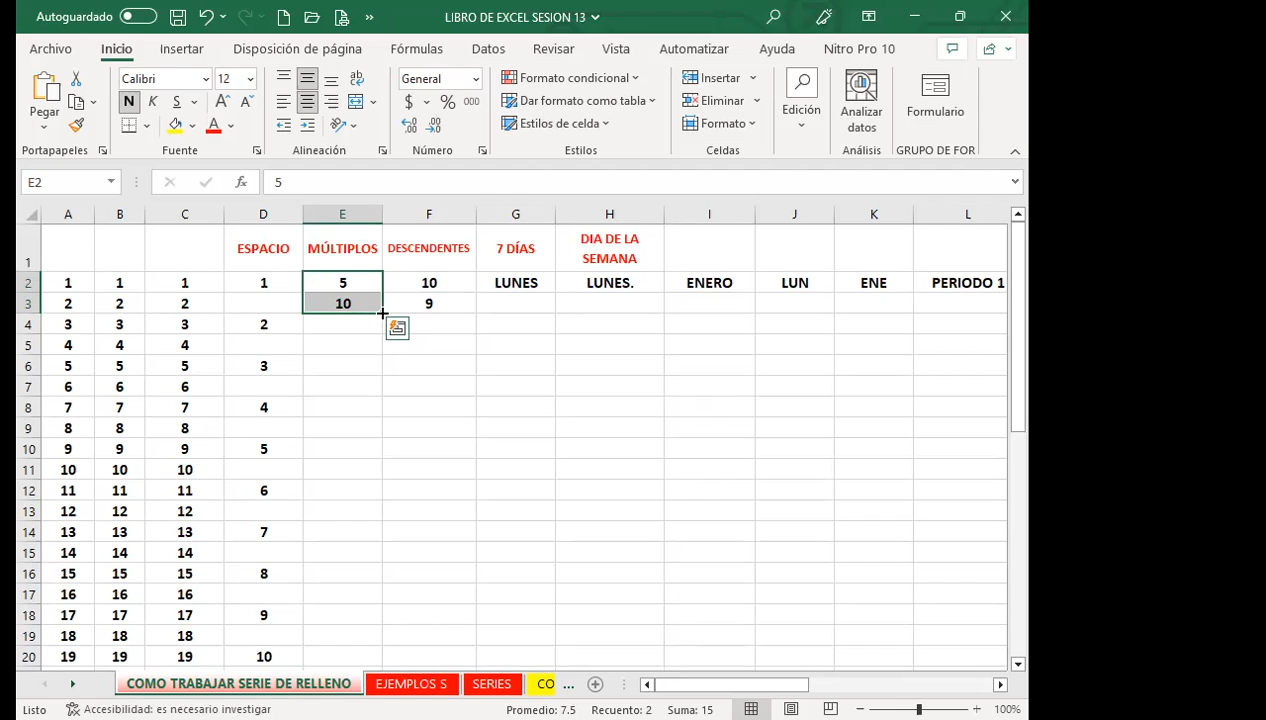 Autoguardado LIBRO DE EXCEL SESION 13
Archivo Inicio Insertar Disposición de página Fórmulas Datos Revisar Vista Automatizar Ayuda Nitro Pro 10
Pegar
Portapapeles
Calibri 12
N K S A A
A
Fuente
ab
Alineación
General
$ % 000
Número
Formato condicional
Dar formato como tabla
Estilos de celda
Estilos
Insertar
Eliminar
Formato
Celdas
Edición
Analizar datos
Análisis
Formulario
GRUPO DE FOR
E2 fx 5
A B C D E F G H I J K L
1 ESPACIO MÚLTIPLOS DESCENDENTES 7 DÍAS DIA DE LA SEMANA
2 1 1 1 1 5 10 LUNES LUNES. ENERO LUN ENE PERIODO 1
3 2 2 2 10 9
4 3 3 3 2
5 4 4 4
6 5 5 5 3
7 6 6 6
8 7 7 7 4
9 8 8 8
10 9 9 9 5
11 10 10 10
12 11 11 11 6
13 12 12 12
14 13 13 13 7
15 14 14 14
16 15 15 15 8
17 16 16 16
18 17 17 17 9
19 18 18 18
20 19 19 19 10
COMO TRABAJAR SERIE DE RELLENO EJEMPLOS S SERIES CO ...
Listo Accesibilidad: es necesario investigar Promedio: 7.5 Recuento: 2 Suma: 15 100%